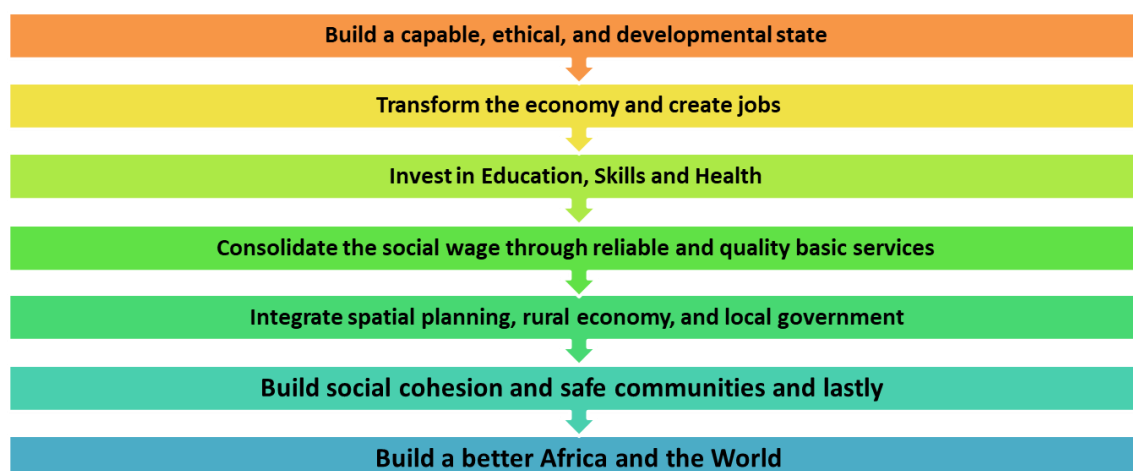 Build a capable, ethical, and developmental state
Transform the economy and create jobs
Invest in Education, Skills and Health
Consolidate the social wage through reliable and quality basic services
Integrate spatial planning, rural economy, and local government
Build social cohesion and safe communities and lastly
Build a better Africa and the World